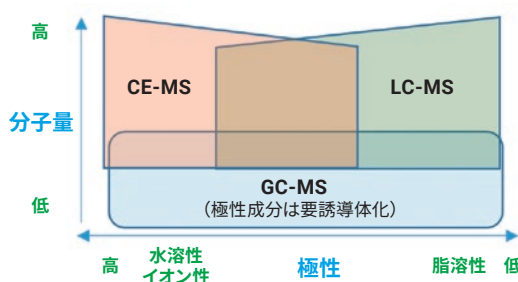 高
CE-MS
LC-MS
分子量
GC-MS
(極性成分は要誘導体化)
低
高
水溶性
イオン性
極性
脂溶性
低